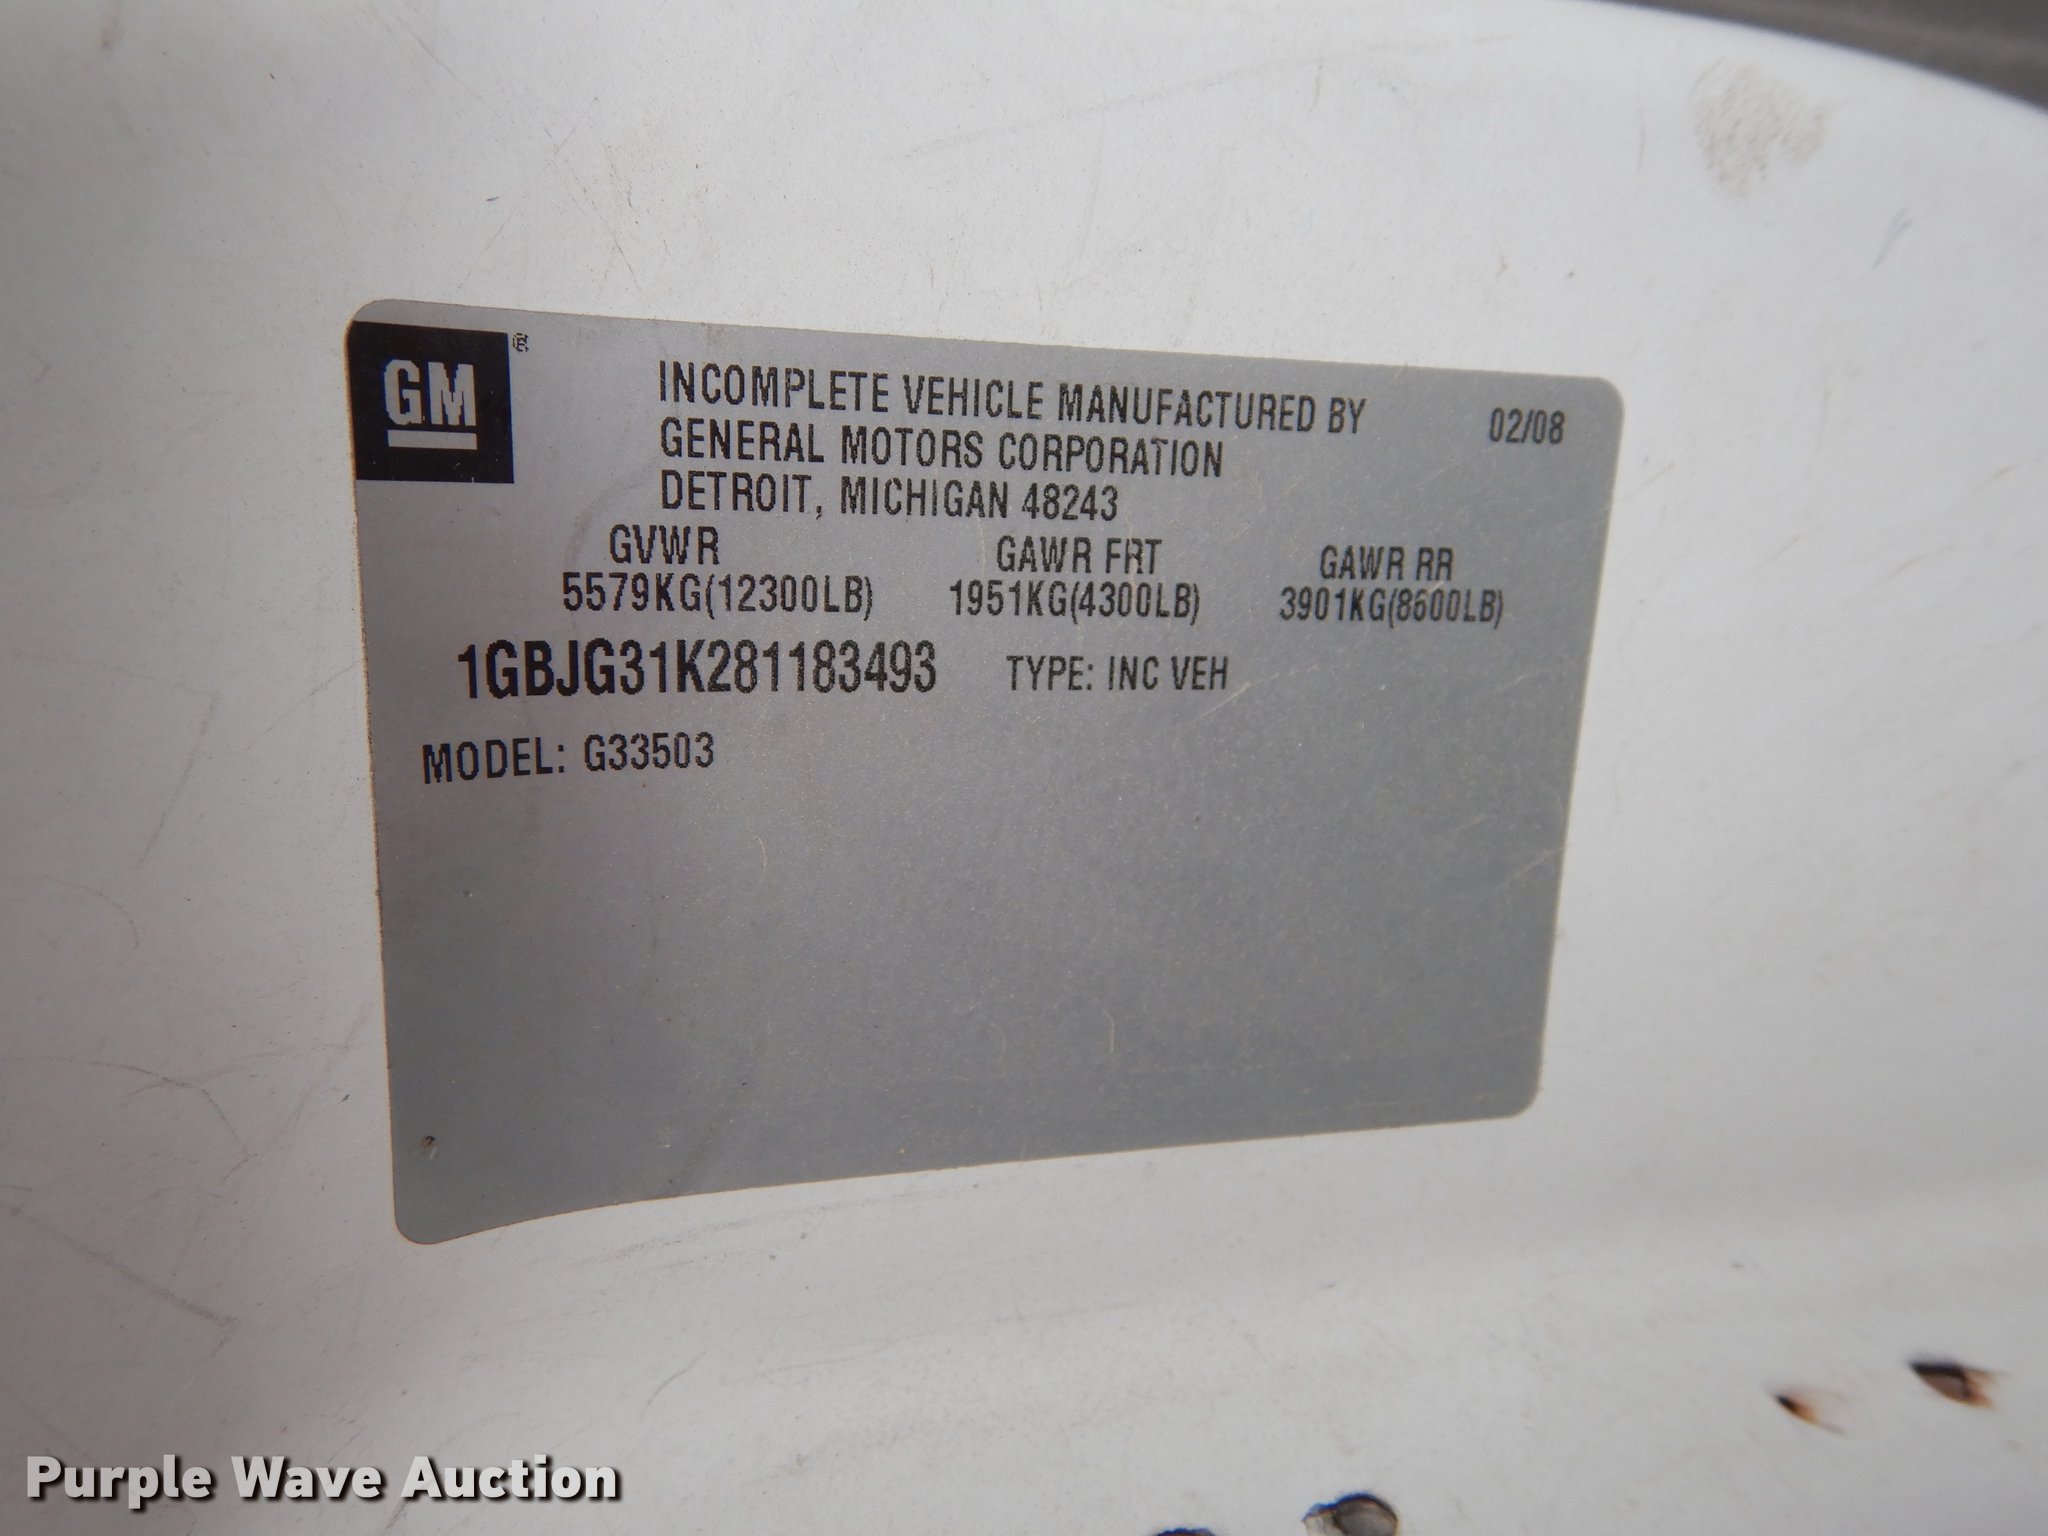 GM®
INCOMPLETE VEHICLE MANUFACTURED BY 02/08
GENERAL MOTORS CORPORATION
DETROIT, MICHIGAN 48243
GVWR GAWR FRT GAWR RR
5579KG(12300LB) 1951KG(4300LB) 3901KG(8600LB)
1GBJG31K281183493 TYPE: INC VEH
MODEL: G33503
Purple Wave Auction